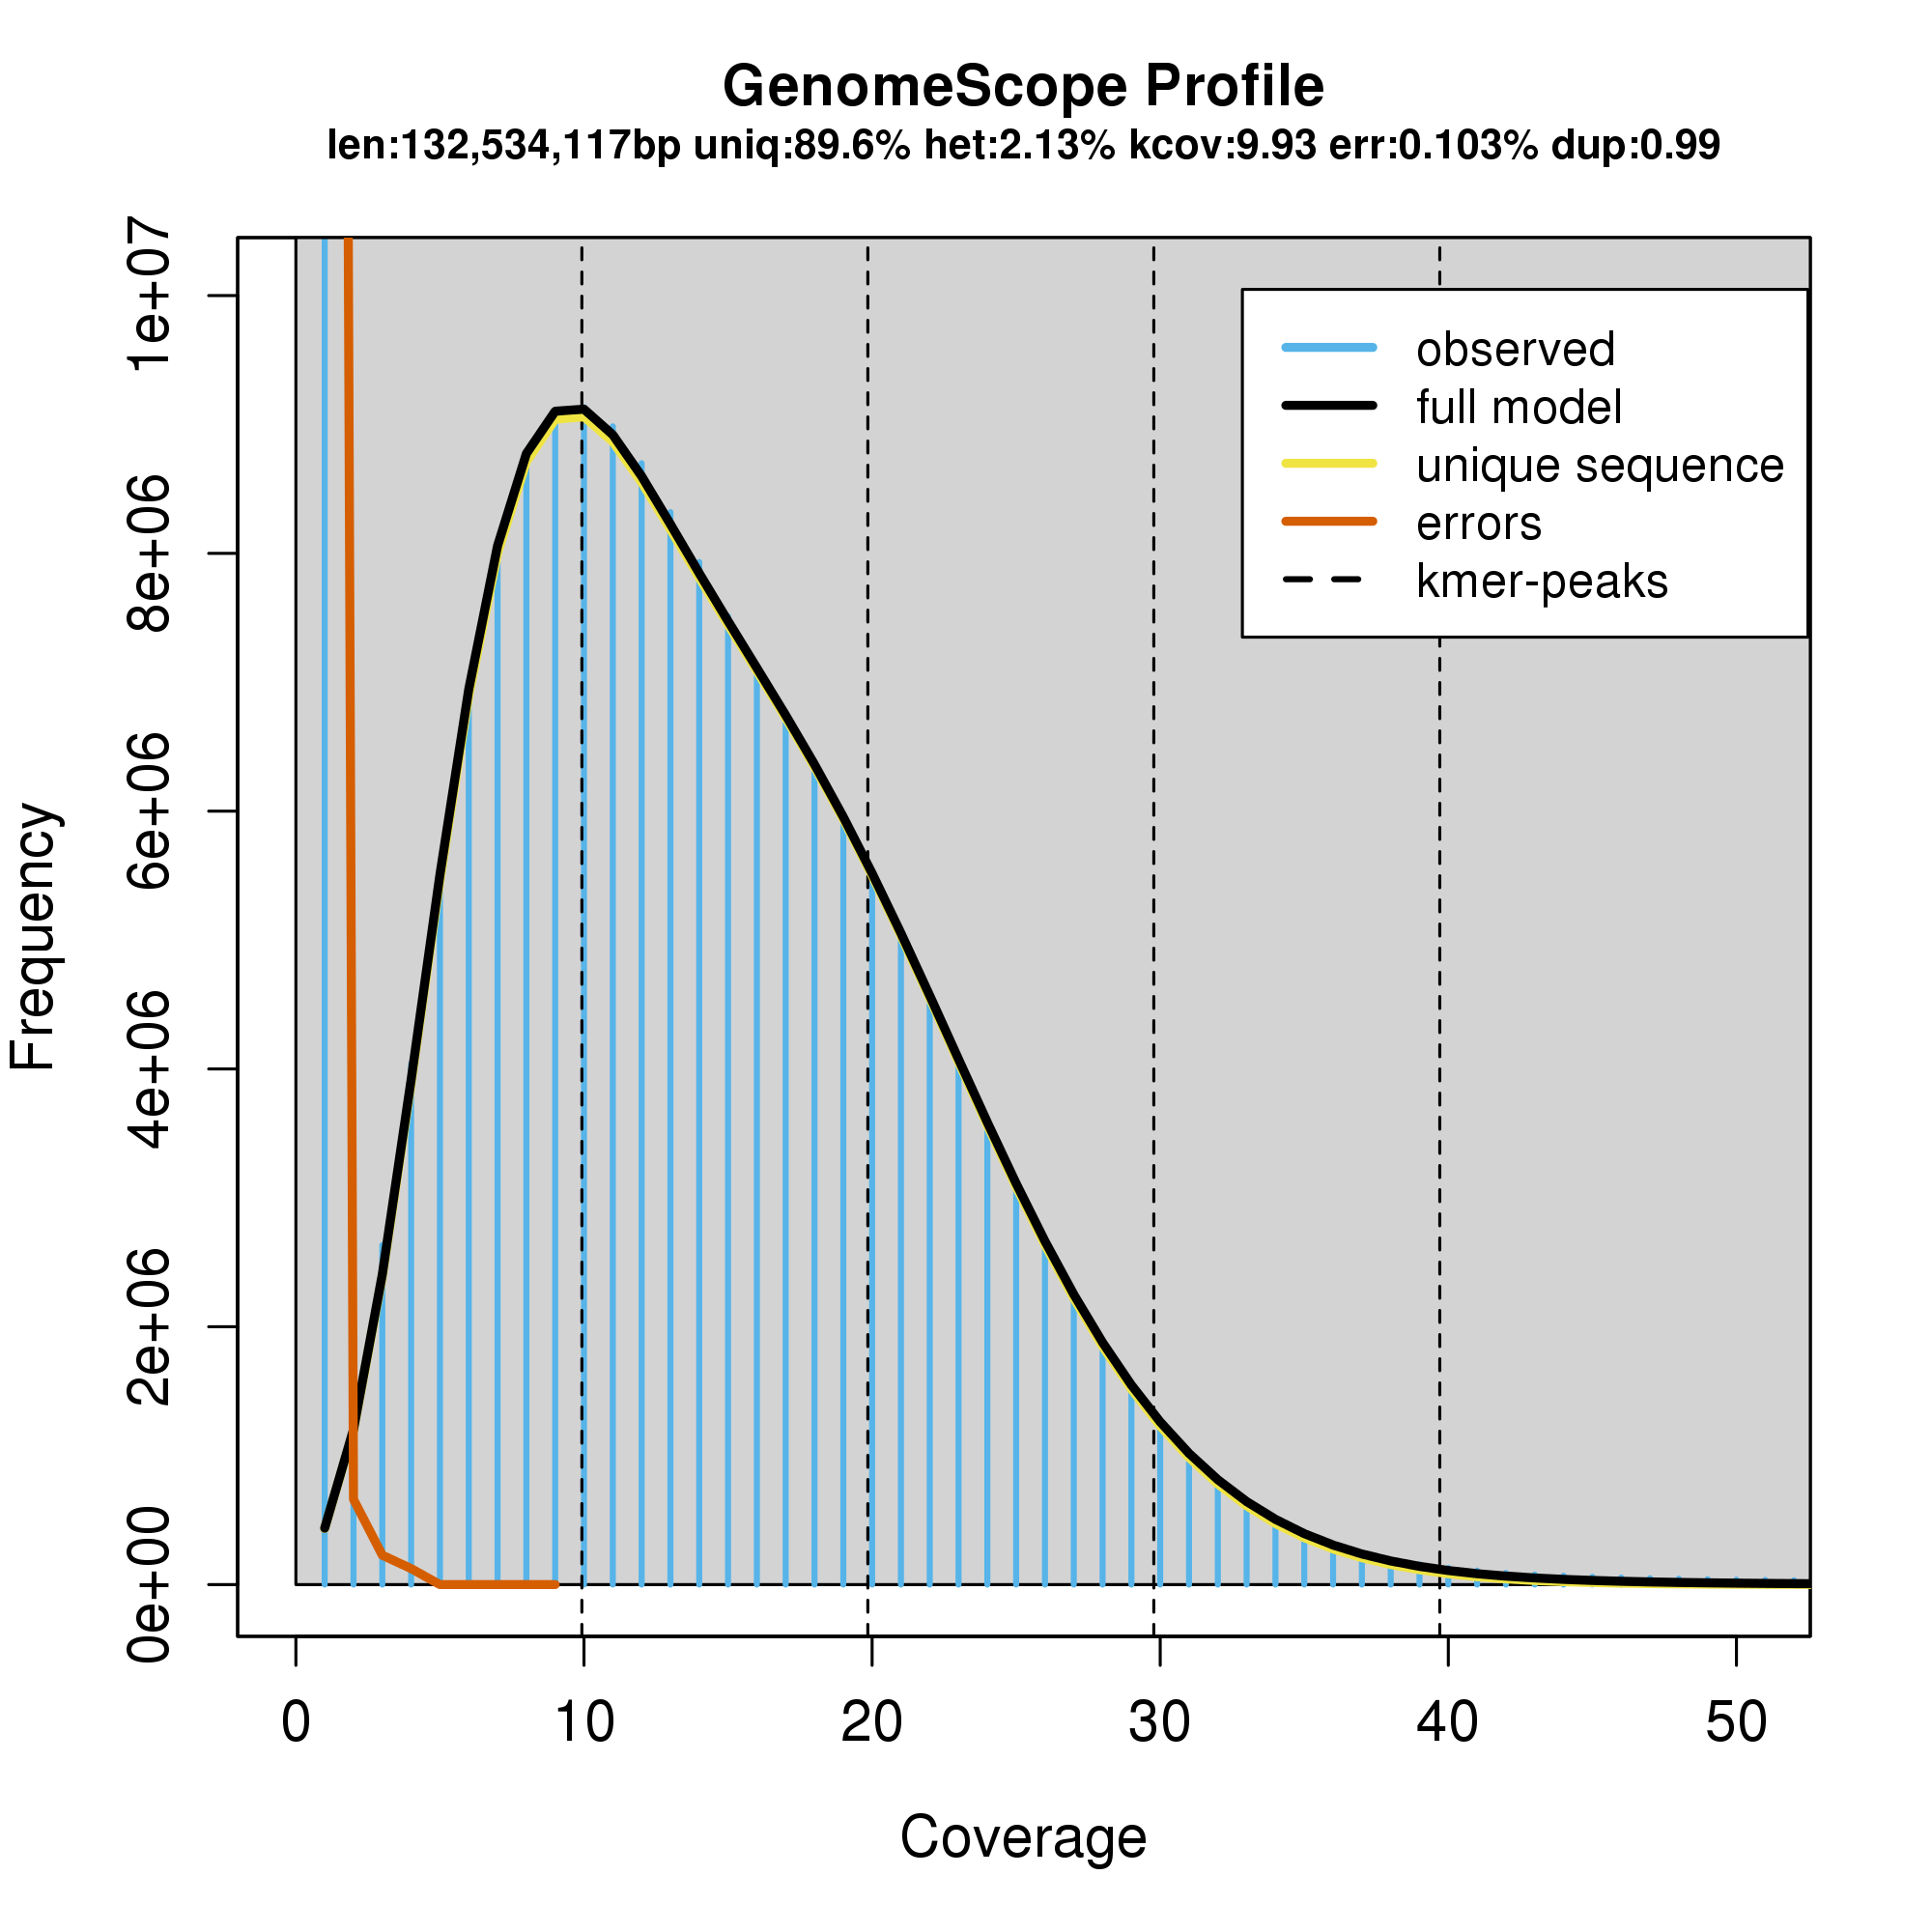 GenomeScope Profile
len:132,534,117bp uniq:89.6% het:2.13% kcov:9.93 err:0.103% dup:0.99
observed
full model
unique sequence
errors
kmer-peaks
Frequency
1e+07
8e+06
6e+06
4e+06
2e+06
0e+00
0 10 20 30 40 50
Coverage